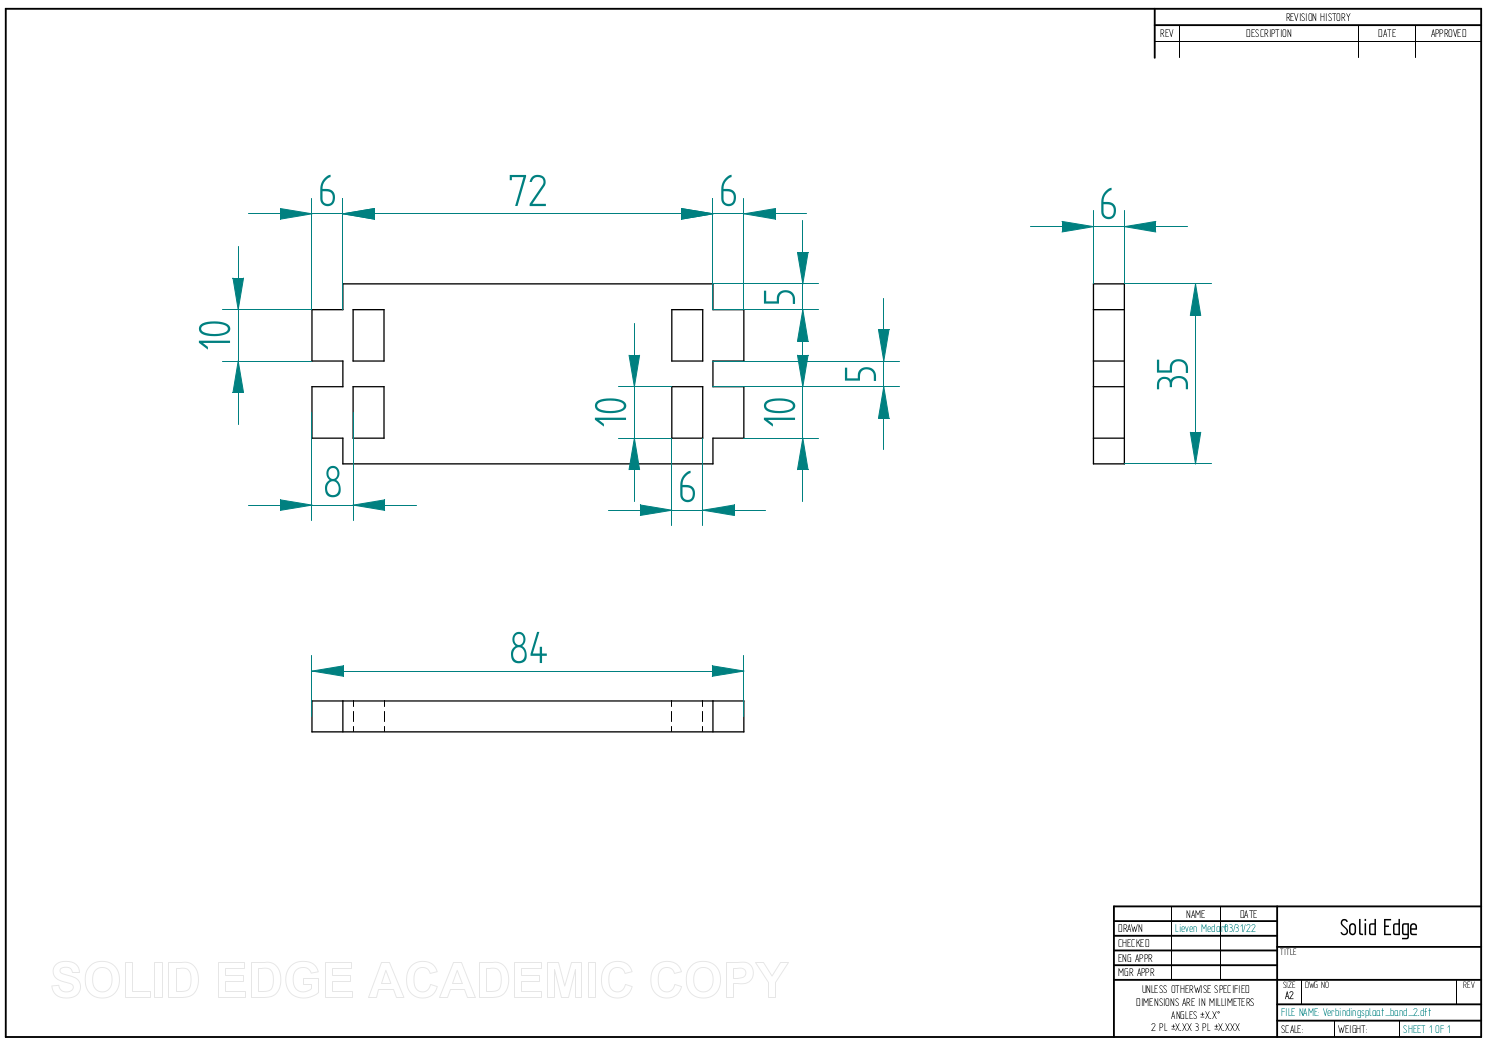 REVISION HISTORY
REV DESCRIPTION DATE APPROVED
6 72 6
6
5
10
5
35
10
10
8
6
84
NAME DATE
DRAWN Lieven 03/31/22
CHECKED
ENG APPR
MGR APPR
UNLESS OTHERWISE SPECIFIED
DIMENSIONS ARE IN MILLIMETERS
ANGLES ±X.X°
2 PL ±X.XX 3 PL ±X.XXX
Solid Edge
TITLE
SIZE DWG NO REV
A2
FILE NAME: Verbindingsplaat_band_2.dft
SCALE: WEIGHT: SHEET 1 OF 1
SOLID EDGE ACADEMIC COPY